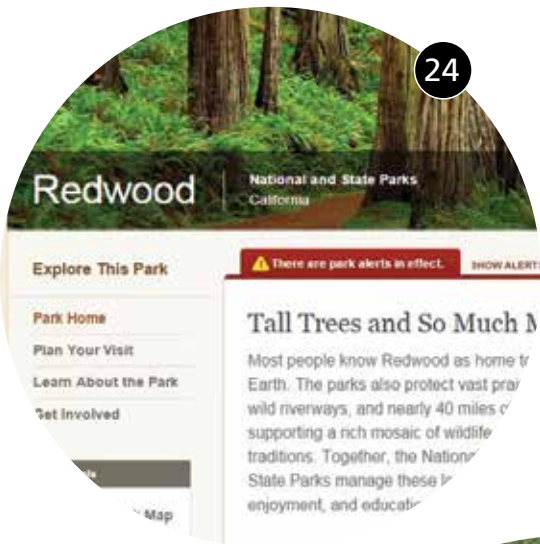 24
Redwood
National and State Parks
California
Explore This Park
There are park alerts in effect.
SHOW ALERTS
Park Home
Plan Your Visit
Learn About the Park
Get Involved
Map
Tall Trees and So Much
Most people know Redwood as home
Earth. The parks also protect vast
wild riverways, and nearly 40 miles
supporting a rich mosaic of wildlife
traditions. Together, the National
State Parks manage these
enjoyment, and